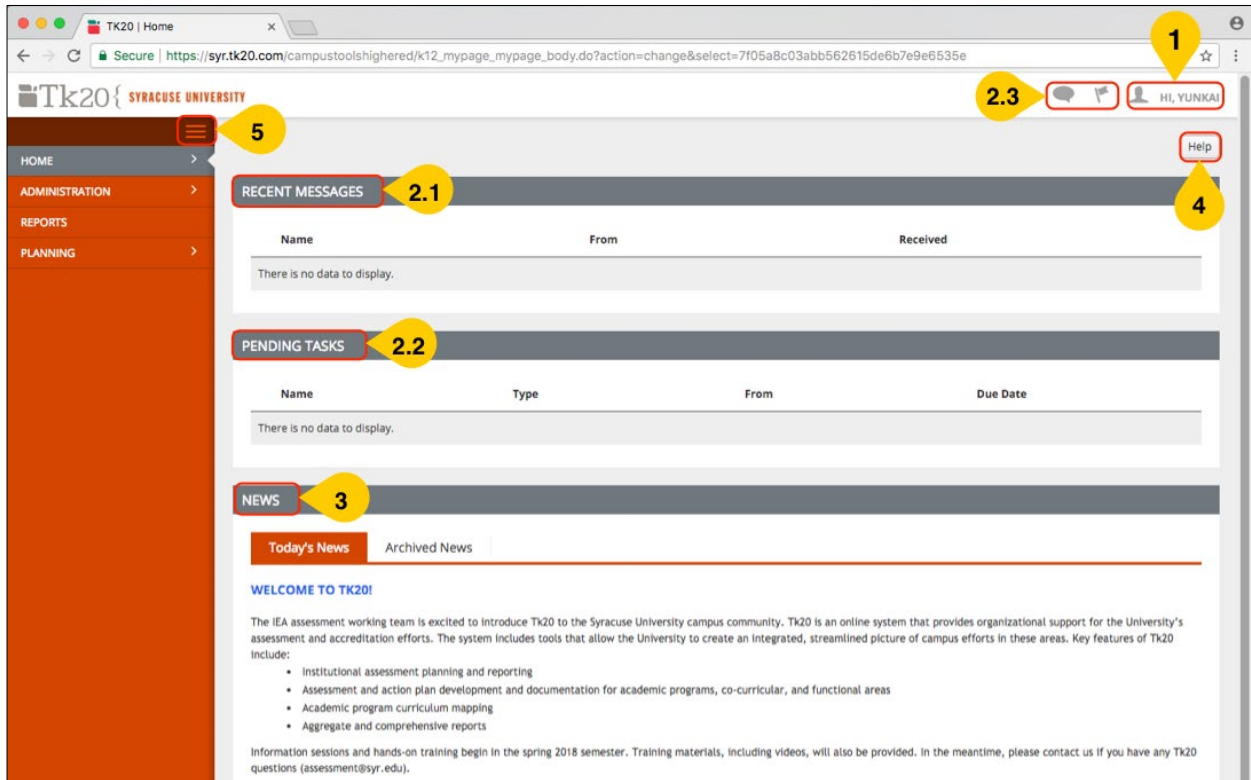 TK20 | Home
Secure | https://syr.tk20.com/campustoolshighered/k12_mypage_mypage_body.do?action=change&select=7f05a8c03abb562615de6b7e9e6535e
1
Tk20{ SYRACUSE UNIVERSITY
2.3
HI, YUNKAI
5
Help
HOME
ADMINISTRATION
REPORTS
PLANNING
4
RECENT MESSAGES
2.1
Name From Received
There is no data to display.
PENDING TASKS
2.2
Name Type From Due Date
There is no data to display.
NEWS
3
Today's News Archived News
WELCOME TO TK20!
The IEA assessment working team is excited to introduce Tk20 to the Syracuse University campus community. Tk20 is an online system that provides organizational support for the University's
assessment and accreditation efforts. The system includes tools that allow the University to create an integrated, streamlined picture of campus efforts in these areas. Key features of Tk20
include:
• Institutional assessment planning and reporting
• Assessment and action plan development and documentation for academic programs, co-curricular, and functional areas
• Academic program curriculum mapping
• Aggregate and comprehensive reports
Information sessions and hands-on training begin in the spring 2018 semester. Training materials, including videos, will also be provided. In the meantime, please contact us if you have any Tk20
questions (assessment@syr.edu).